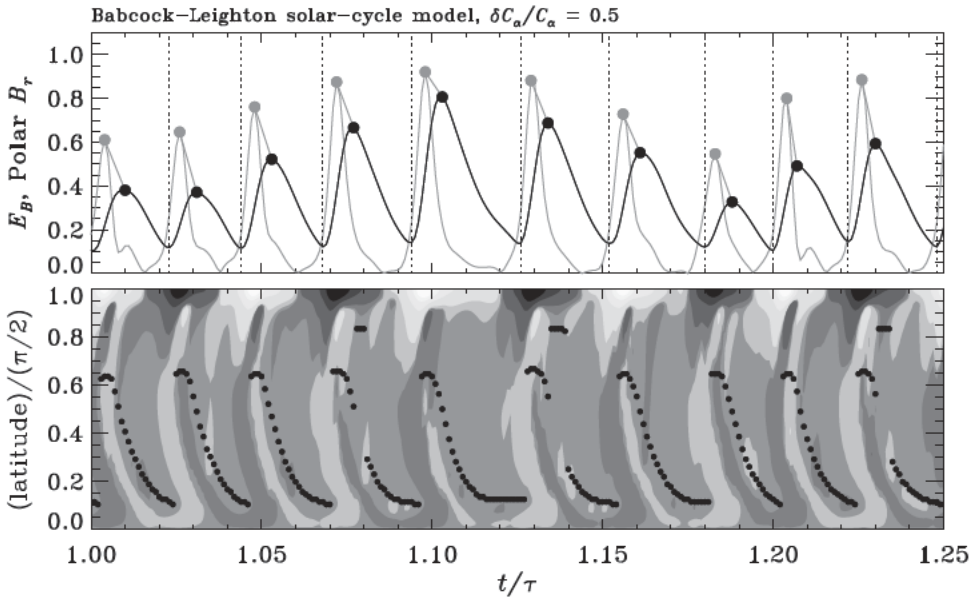 Babcock-Leighton solar-cycle model, δCα/Cα = 0.5
1.0
0.8
0.6
0.4
0.2
0.0
E_B, Polar B_r
1.0
0.8
0.6
0.4
0.2
0.0
(latitude)/(π/2)
1.00 1.05 1.10 1.15 1.20 1.25
t/τ